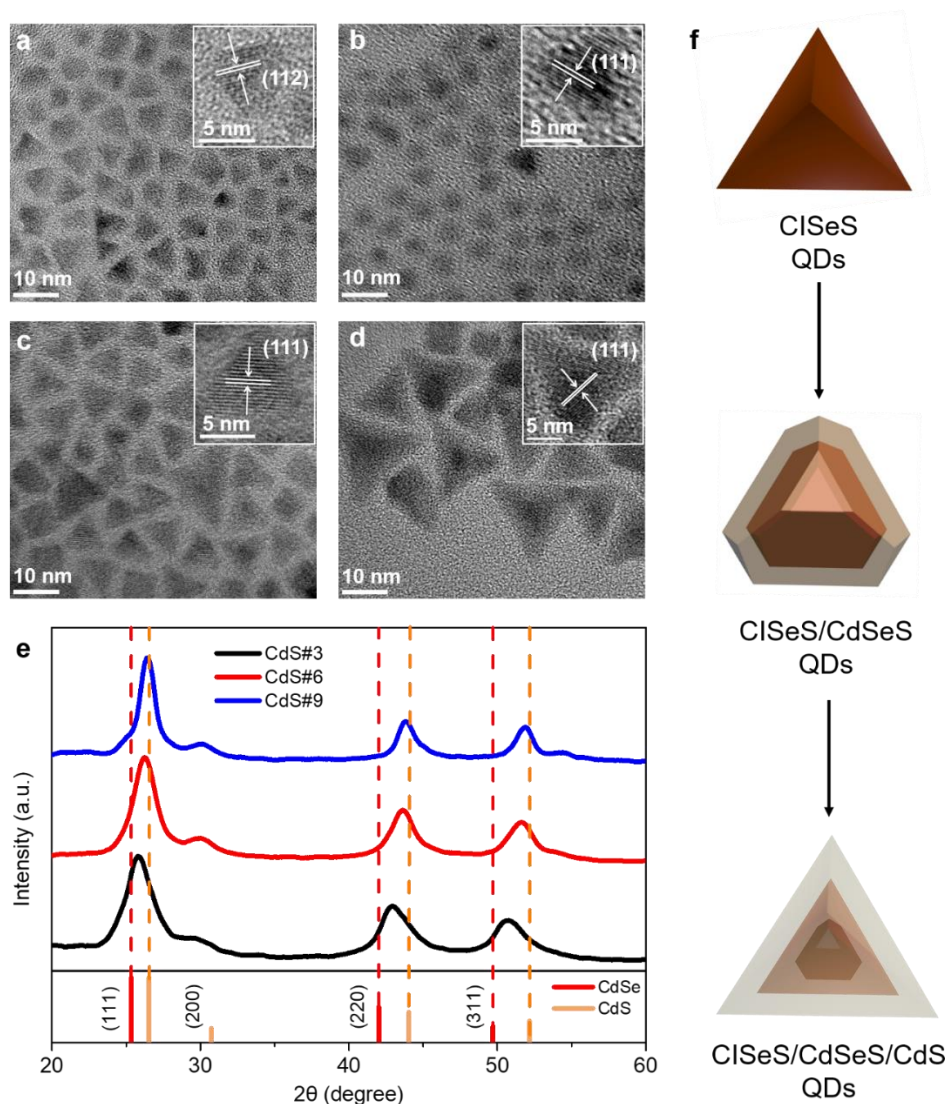 a
(112)
5 nm
10 nm
b
(111)
5 nm
10 nm
c
(111)
5 nm
10 nm
d
(111)
5 nm
10 nm
e
CdS#3
CdS#6
CdS#9
Intensity (a.u.)
(111)
(200)
(220)
(311)
CdSe
CdS
20
30
40
50
60
2θ (degree)
f
CISeS
QDs
CISeS/CdSeS
QDs
CISeS/CdSeS/CdS
QDs